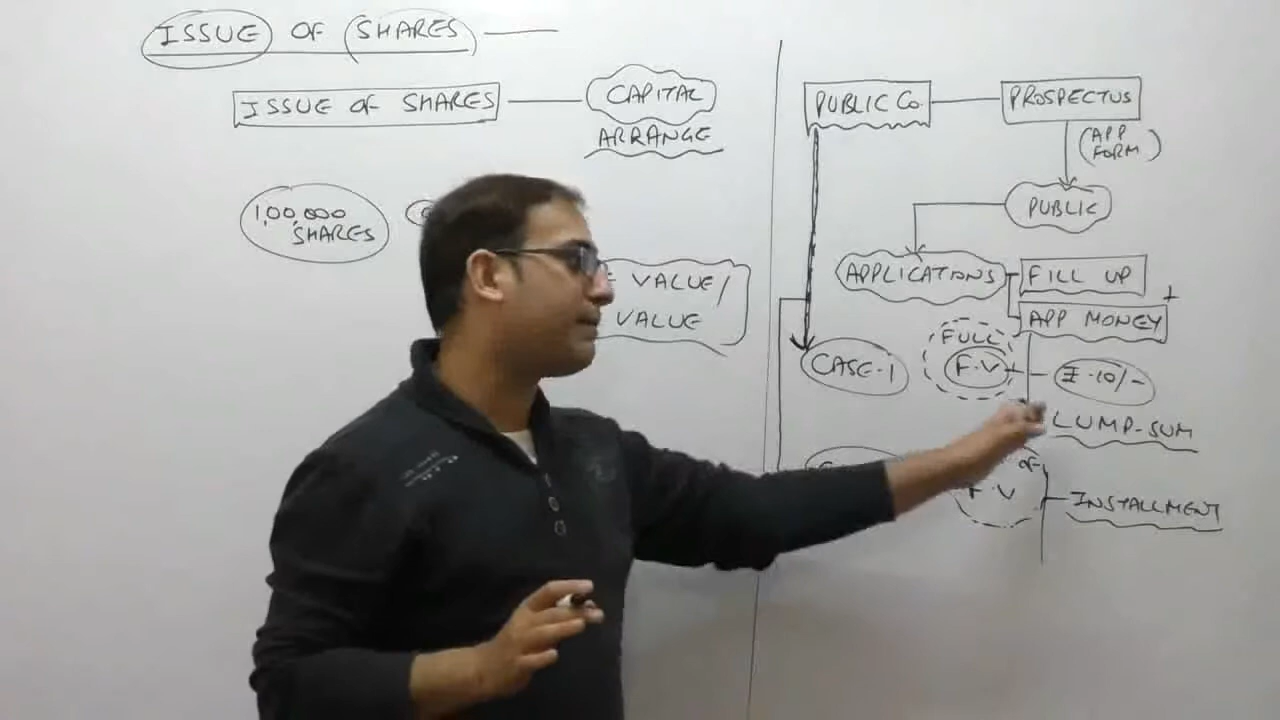 ISSUE OF SHARES
ISSUE OF SHARES
CAPITAL
ARRANGE
1,00,000
SHARES
VALUE/
VALUE
PUBLIC Co.
PROSPECTUS
(APP
FORM)
PUBLIC
APPLICATIONS
FILL UP
+
APP MONEY
CASE-1
FULL
F.V
₹ 10/-
LUMP-SUM
OF
F.V
INSTALLMENT